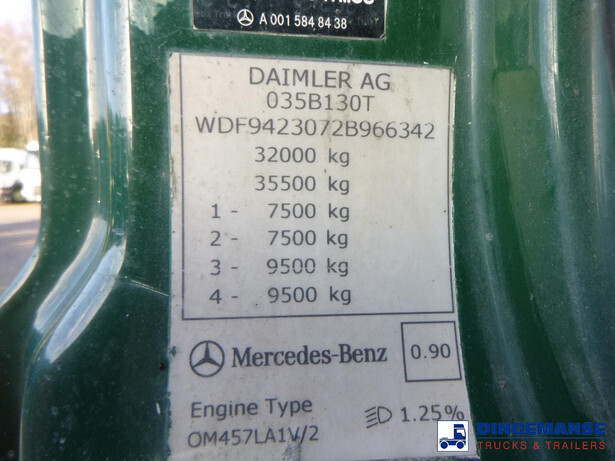 A 001 584 84 38
DAIMLER AG
035B130T
WDF9423072B966342
32000 kg
35500 kg
1 - 7500 kg
2 - 7500 kg
3 - 9500 kg
4 - 9500 kg
Mercedes-Benz 0.90
Engine Type
OM457LA1V/2 1.25%
DINGEMANSE
TRUCKS & TRAILERS